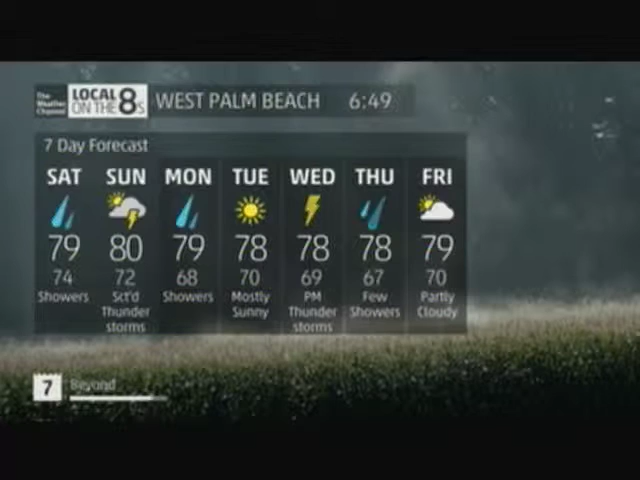 The Weather Channel
LOCAL ON THE 8s
WEST PALM BEACH 6:49
7 Day Forecast
SAT SUN MON TUE WED THU FRI
79 80 79 78 78 78 79
74 72 68 70 69 67 70
Showers Sct'd Thunder storms Showers Mostly Sunny PM Thunder storms Few Showers Partly Cloudy
7 Beyond